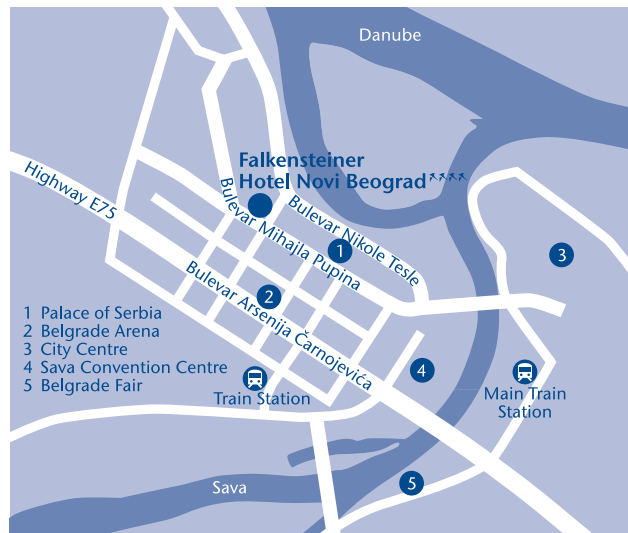 Danube
Falkensteiner
Hotel Novi Beograd
Highway E75
Bulevar Mihajla Pupina
Bulevar Nikole Tesle
1
3
2
Bulevar Arsenija Čarnojevića
1 Palace of Serbia
2 Belgrade Arena
3 City Centre
4 Sava Convention Centre
5 Belgrade Fair
4
Train Station
Main Train
Station
5
Sava